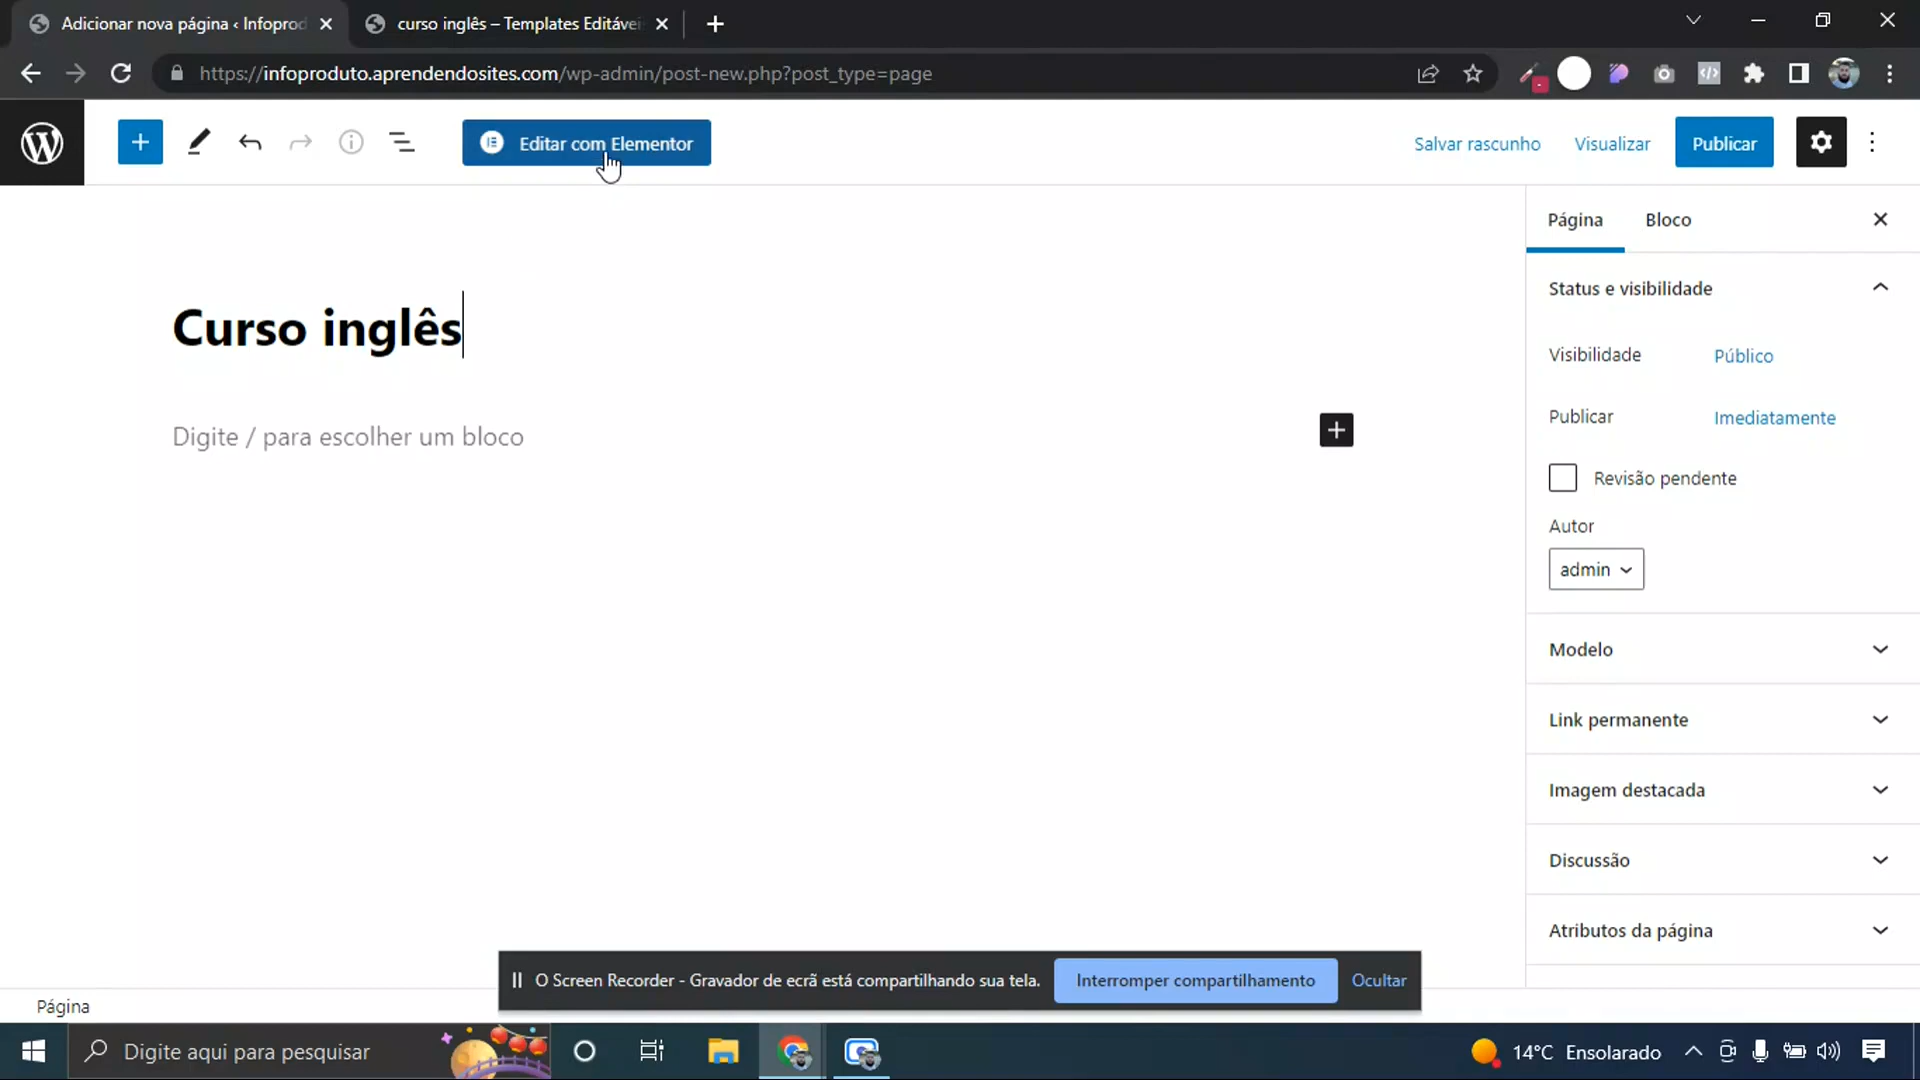 Adicionar nova página ‹ Infoprod
curso inglês – Templates Editávei
https://infoproduto.aprendendosites.com/wp-admin/post-new.php?post_type=page
Editar com Elementor
Salvar rascunho
Visualizar
Publicar
Página
Bloco
Status e visibilidade
Curso inglês
Visibilidade
Público
Publicar
Imediatamente
Digite / para escolher um bloco
Revisão pendente
Autor
admin
Modelo
Link permanente
Imagem destacada
Discussão
Atributos da página
O Screen Recorder - Gravador de ecrã está compartilhando sua tela.
Interromper compartilhamento
Ocultar
Página
Digite aqui para pesquisar
14°C Ensolarado